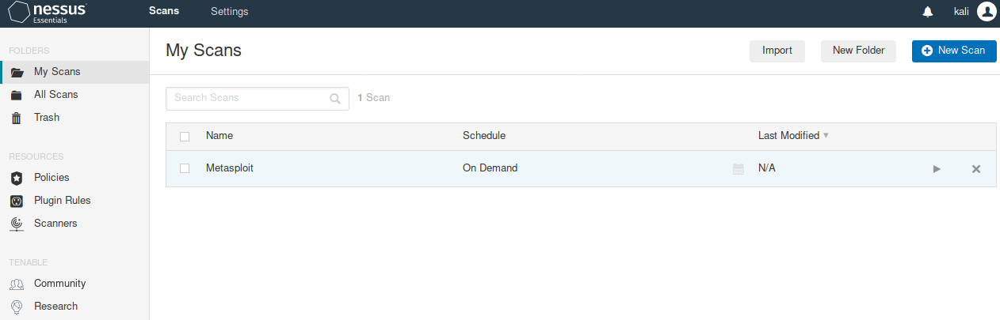 nessus Essentials Scans Settings kali
FOLDERS
My Scans
All Scans
Trash
RESOURCES
Policies
Plugin Rules
Scanners
TENABLE
Community
Research
My Scans Import New Folder New Scan
Search Scans 1 Scan
Name Schedule Last Modified
Metasploit On Demand N/A